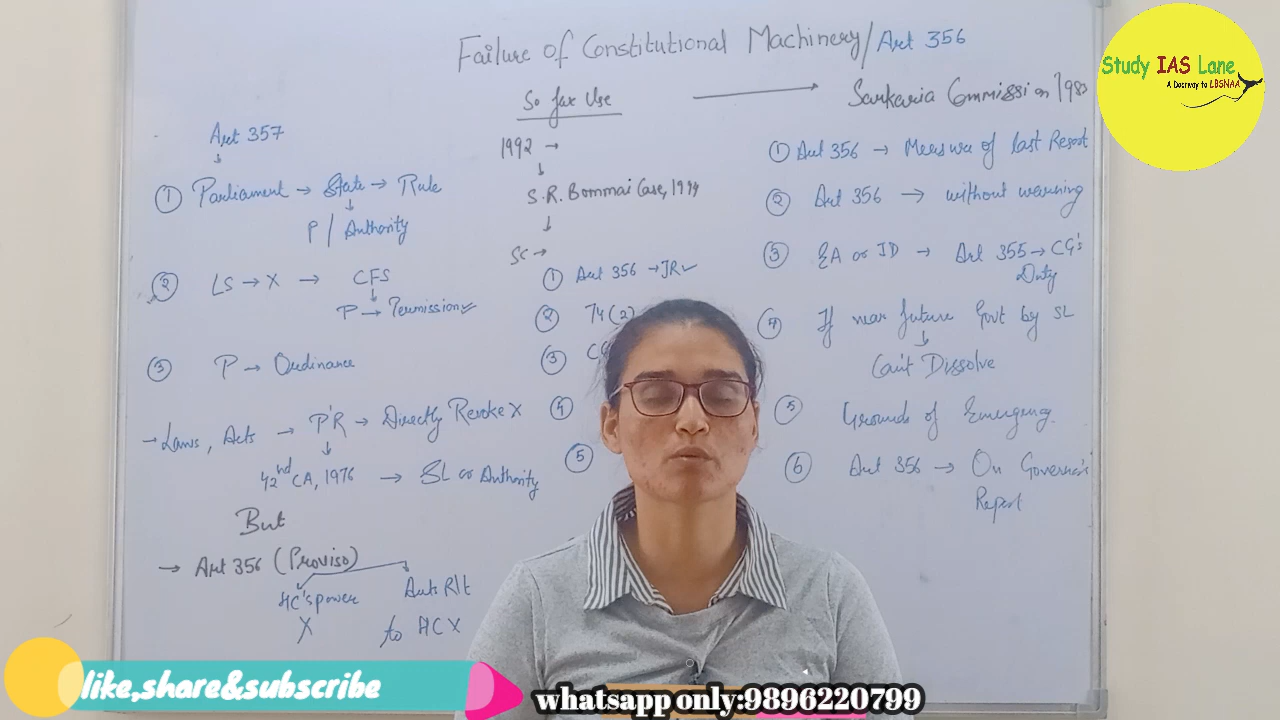 Failure of Constitutional Machinery/Art 356
Study IAS Lane
A Doorway to LBSNAA
Art 357
↓
① Parliament → State → Rule
↓
P / Authority
② LS → X → CFS
↓
P → Permission ✓
③ P → Ordinance
→ Laws, Acts → P'R → Directly Revoke X
↓
42nd CA, 1976 → SL or Authority
But
→ Art 356 (Proviso)
HC's power
X
Art
to HC X
So far Use →
1992 →
↓
S.R. Bommai Case, 1994
↓
SC →
① Art 356 → JR ✓
② 74(2)
③
④
⑤
Sarkaria Commission 198
① Art 356 → Measure of last Resort
② Art 356 → without warning
③ EA or ID → Art 355 → CG's
Duty
④ If near future Govt by SL
↓
Can't Dissolve
⑤ Grounds of Emergency.
⑥ Art 356 → On Governor's
Report
like,share&subscribe
whatsapp only:9896220799